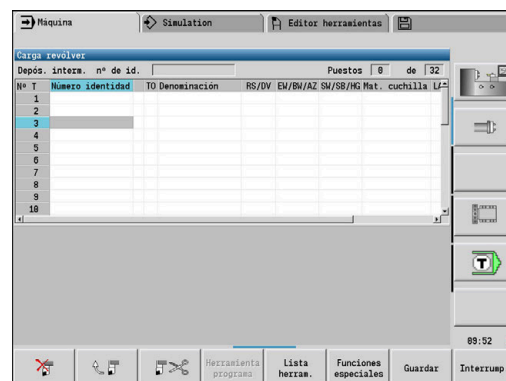 Máquina Simulation Editor herramientas
Carga revólver
Depós. interm. nº de id. Puestos 0 de 32
Nº T Número identidad TO Denominación RS/DV EW/BW/AZ SW/SB/HG Mat. cuchilla
1
2
3
4
5
6
7
8
9
10
T
09:52
Herramienta programa Lista herram. Funciones especiales Guardar Interrump